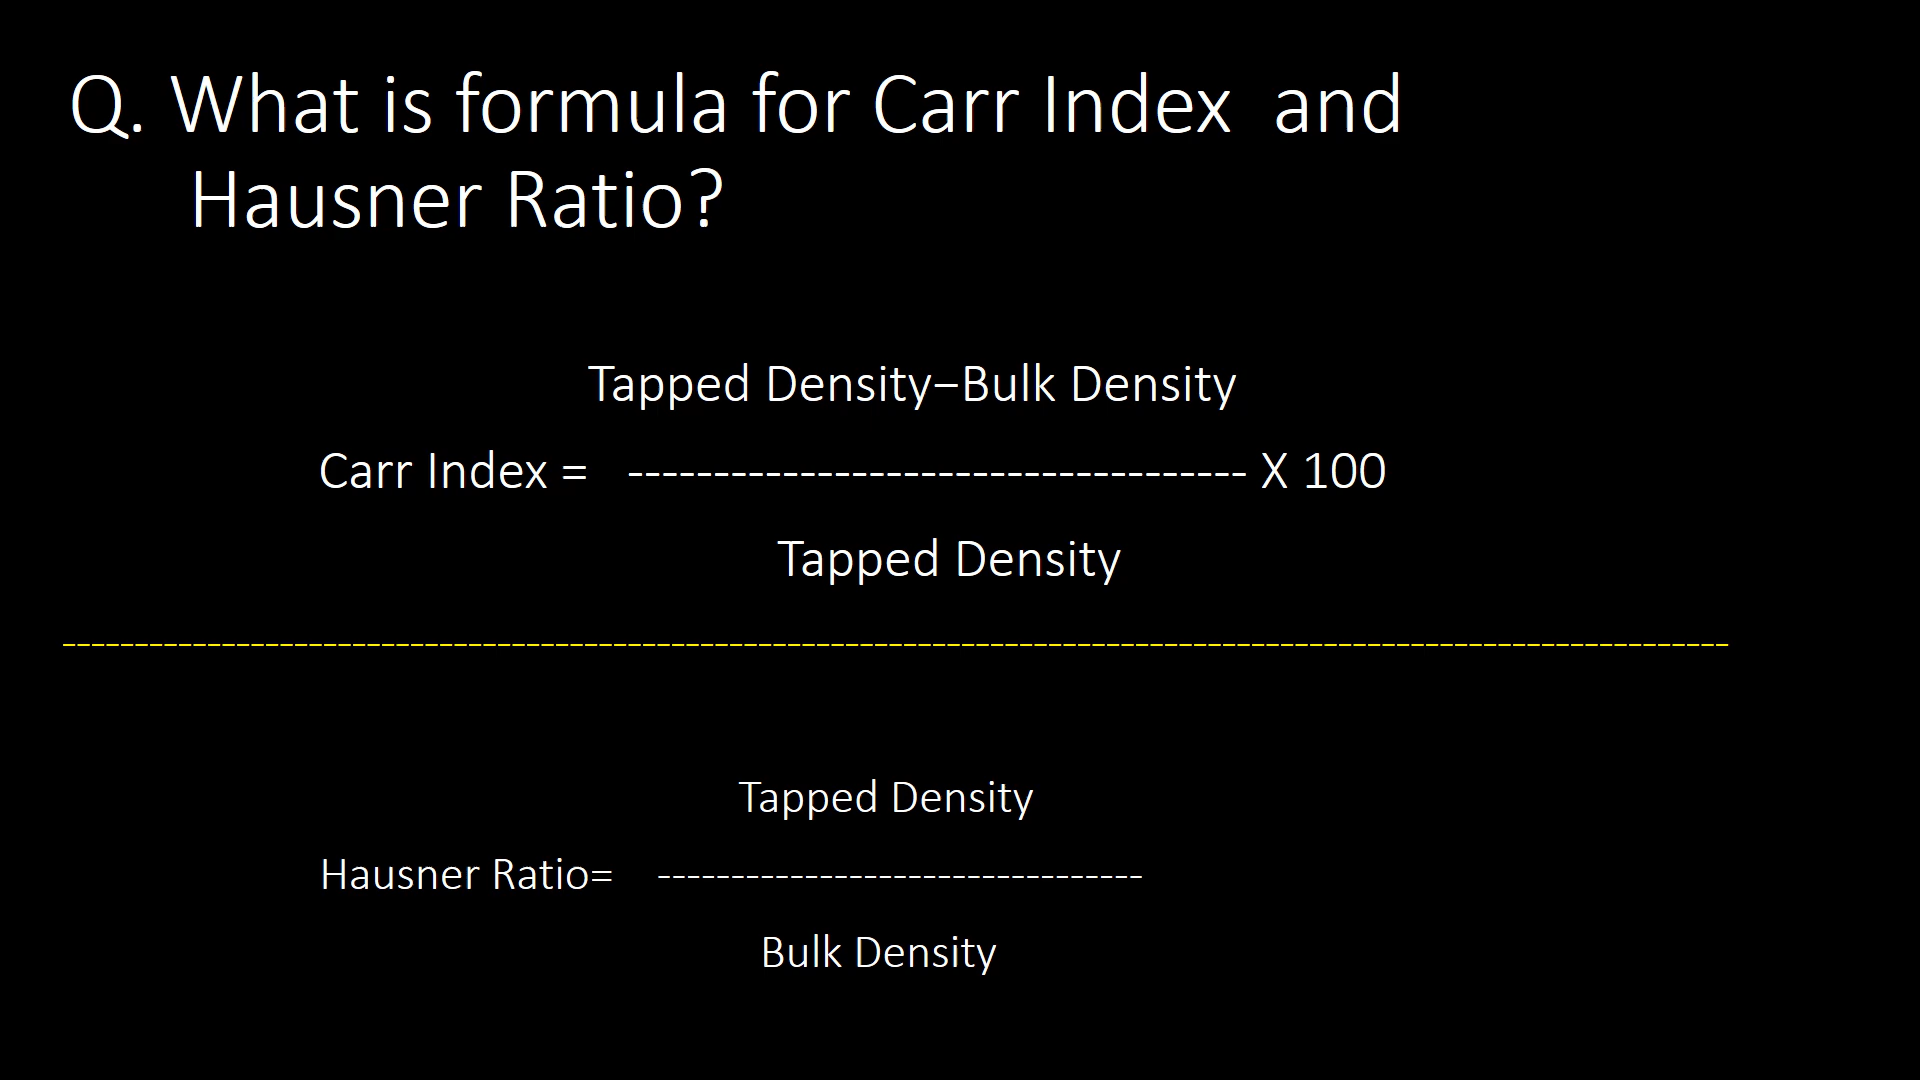 Q. What is formula for Carr Index  and
Hausner Ratio?
Tapped Density−Bulk Density
Carr Index =   ------------------------------------ X 100
Tapped Density
-------------------------------------------------------------------------------------------------------------------
Tapped Density
Hausner Ratio=    ---------------------------------
Bulk Density